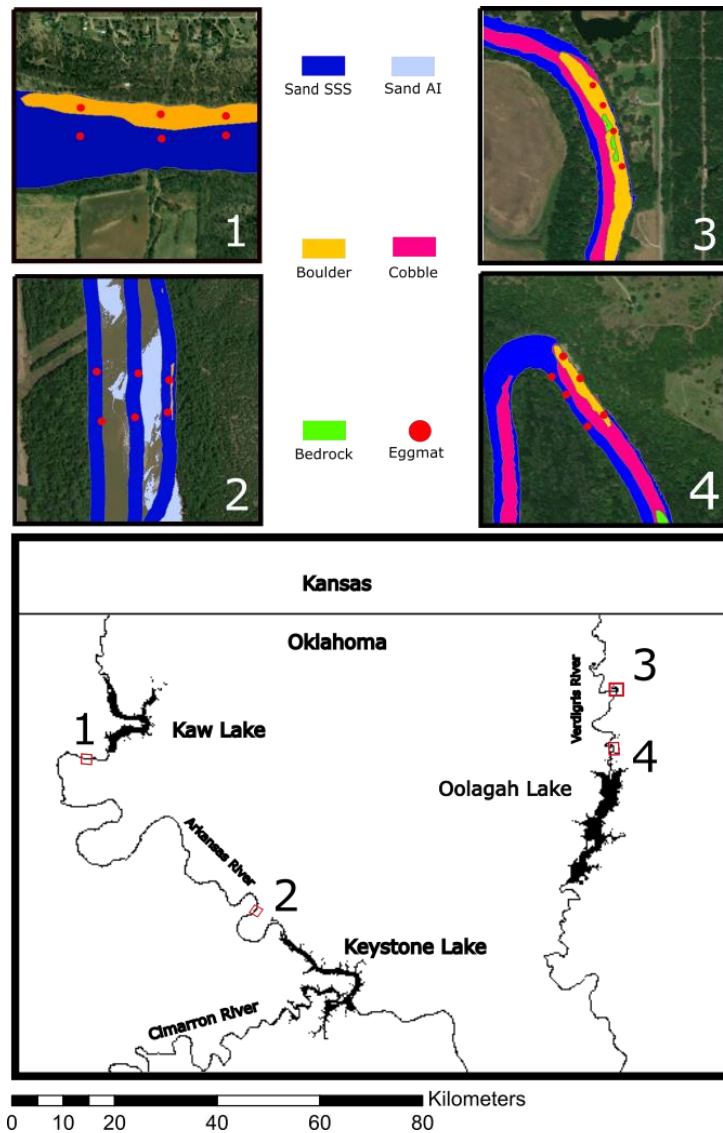 1
Sand SSS
Sand AI
3
Boulder
Cobble
2
Bedrock
Eggmat
4
Kansas
Oklahoma
3
Verdigris River
1
Kaw Lake
4
Oolagah Lake
Arkansas River
2
Keystone Lake
Cimarron River
Kilometers
0 10 20 40 60 80